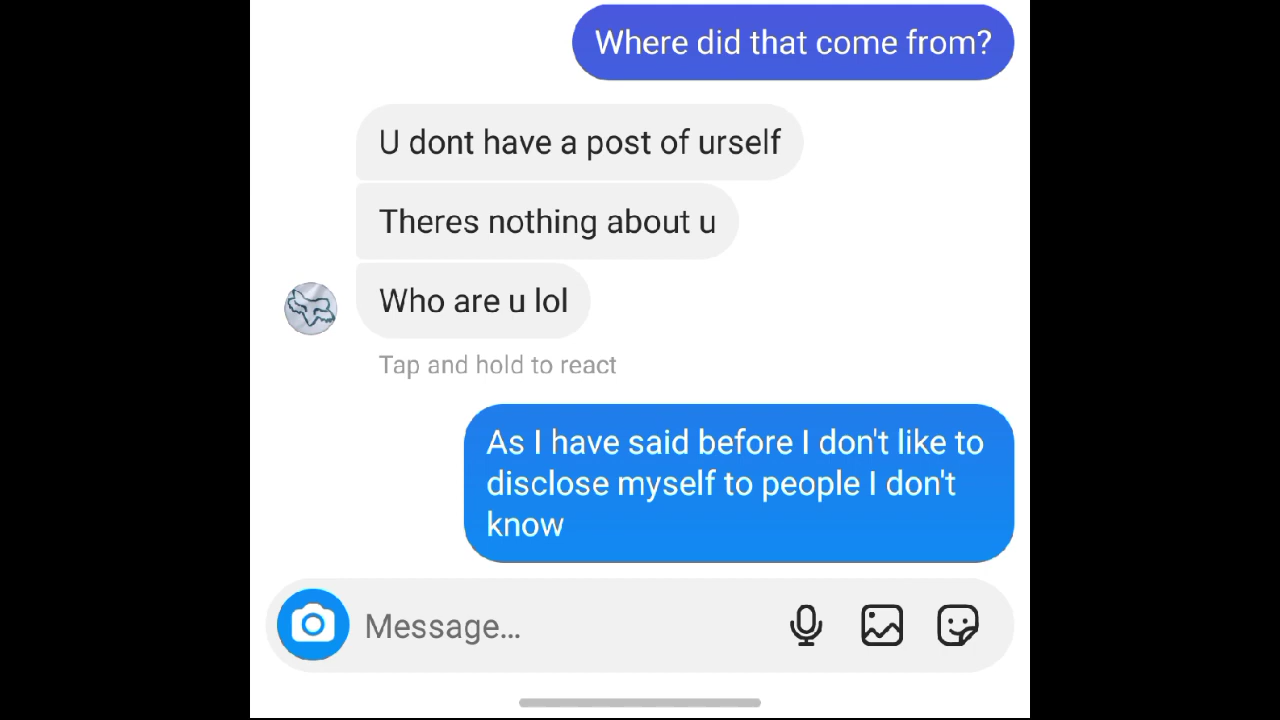 Where did that come from?
U dont have a post of urself
Theres nothing about u
Who are u lol
Tap and hold to react
As I have said before I don't like to
disclose myself to people I don't
know
Message...